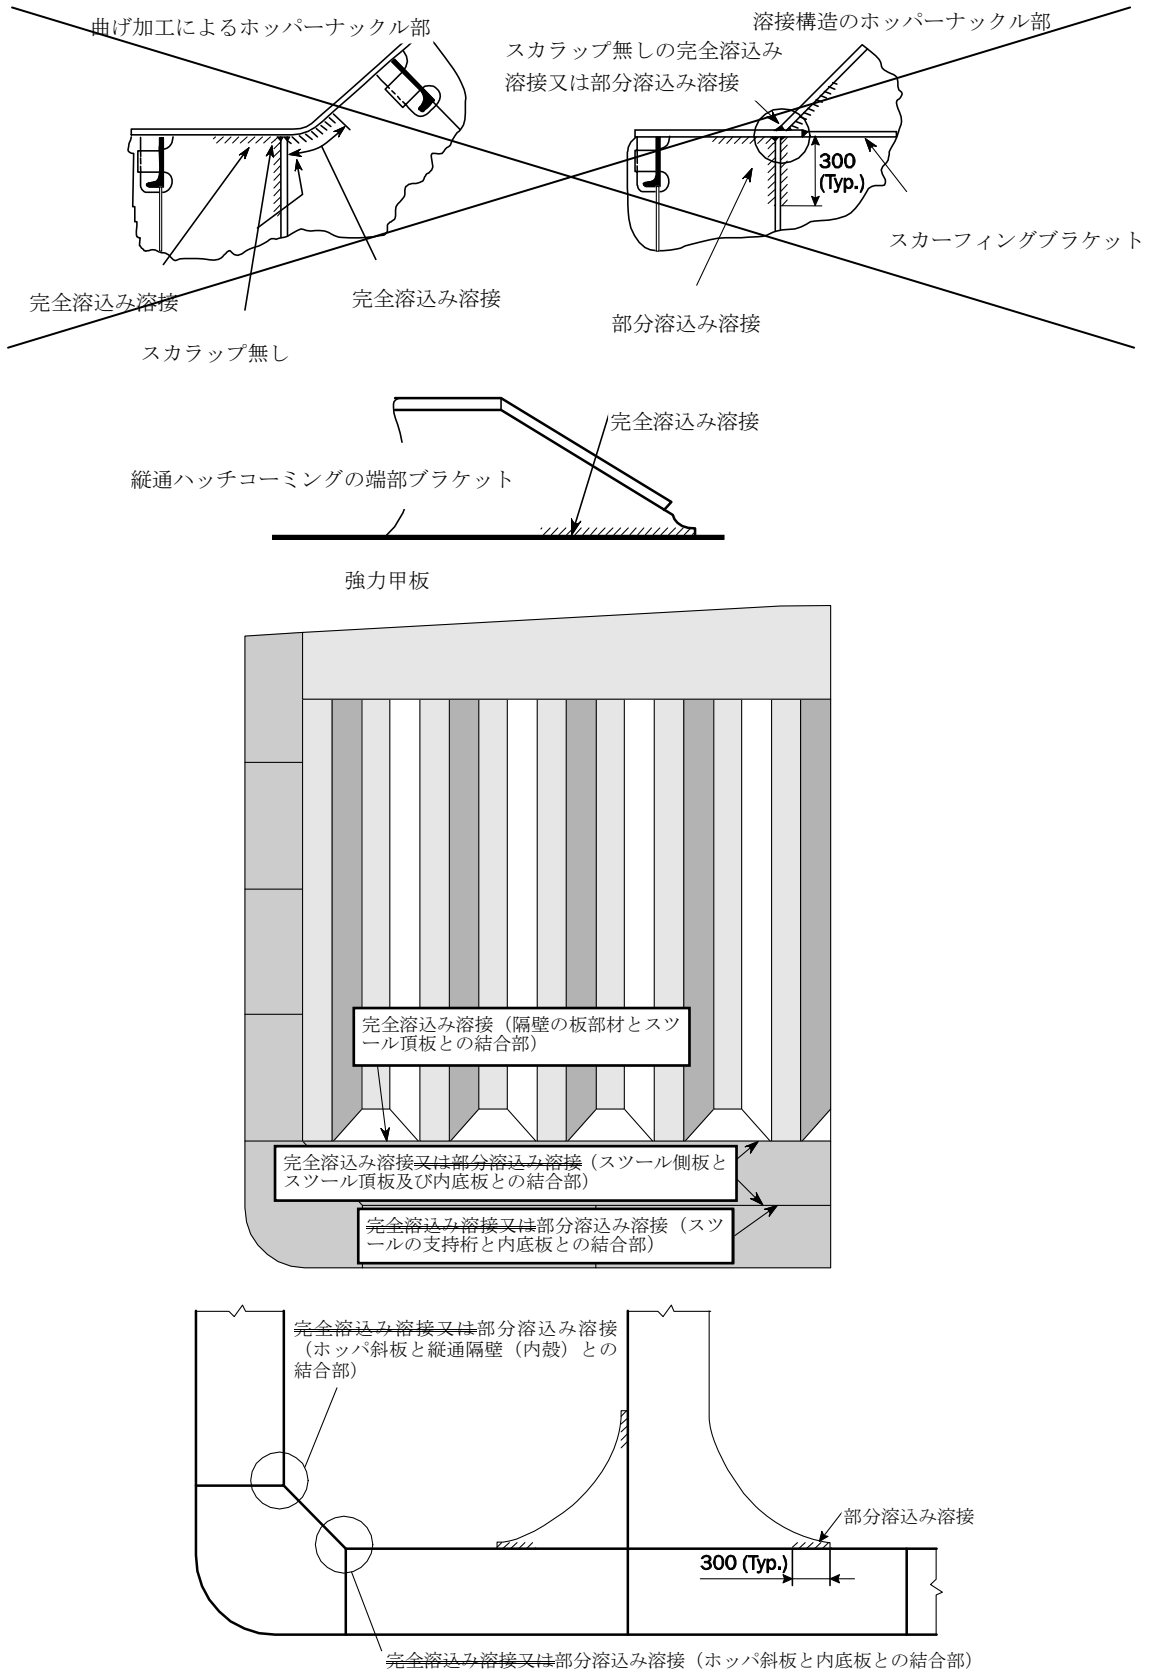 曲げ加工によるホッパーナックル部
溶接構造のホッパーナックル部
スカラップ無しの完全溶込み
溶接又は部分溶込み溶接
300
(Typ.)
スカーフィングブラケット
完全溶込み溶接
完全溶込み溶接
部分溶込み溶接
スカラップ無し
完全溶込み溶接
縦通ハッチコーミングの端部ブラケット
強力甲板
完全溶込み溶接（隔壁の板部材とスツ
ール頂板との結合部）
完全溶込み溶接又は部分溶込み溶接（スツール側板と
スツール頂板及び内底板との結合部）
完全溶込み溶接又は部分溶込み溶接（スツ
ールの支持桁と内底板との結合部）
完全溶込み溶接又は部分溶込み溶接
（ホッパ斜板と縦通隔壁（内殻）との
結合部）
部分溶込み溶接
300 (Typ.)
完全溶込み溶接又は部分溶込み溶接（ホッパ斜板と内底板との結合部）